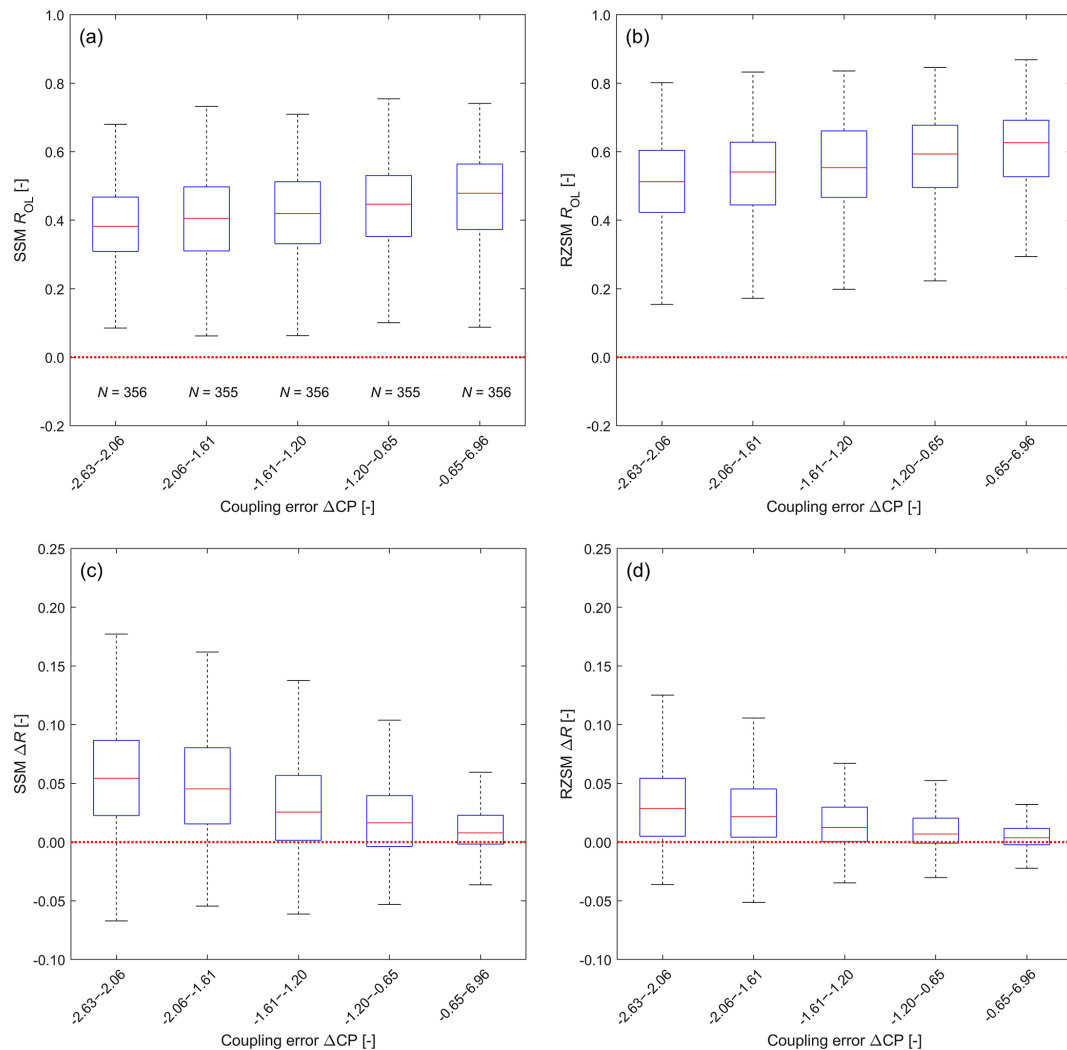 (a)
SSM R_OL [-]
1.0
0.8
0.6
0.4
0.2
0.0
-0.2
N = 356
N = 355
N = 356
N = 355
N = 356
-2.63~-2.06
-2.06~-1.61
-1.61~-1.20
-1.20~-0.65
-0.65~6.96
Coupling error ΔCP [-]
(b)
RZSM R_OL [-]
1.0
0.8
0.6
0.4
0.2
0.0
-0.2
-2.63~-2.06
-2.06~-1.61
-1.61~-1.20
-1.20~-0.65
-0.65~6.96
Coupling error ΔCP [-]
(c)
SSM ΔR [-]
0.25
0.20
0.15
0.10
0.05
0.00
-0.05
-0.10
-2.63~-2.06
-2.06~-1.61
-1.61~-1.20
-1.20~-0.65
-0.65~6.96
Coupling error ΔCP [-]
(d)
RZSM ΔR [-]
0.25
0.20
0.15
0.10
0.05
0.00
-0.05
-0.10
-2.63~-2.06
-2.06~-1.61
-1.61~-1.20
-1.20~-0.65
-0.65~6.96
Coupling error ΔCP [-]